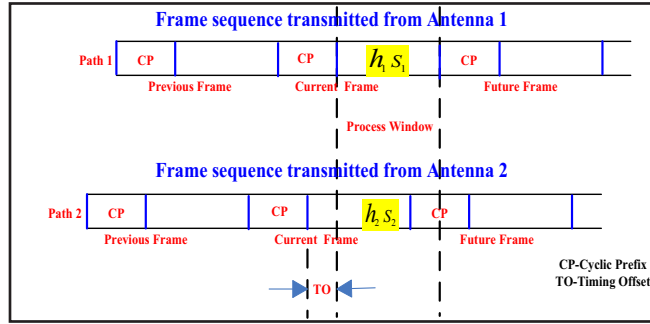 Frame sequence transmitted from Antenna 1
Path 1 CP CP h₁ S₁ CP
Previous Frame Current Frame Future Frame
Process Window
Frame sequence transmitted from Antenna 2
Path 2 CP CP h₂ S₂ CP
Previous Frame Current Frame Future Frame
CP-Cyclic Prefix
TO-Timing Offset
TO